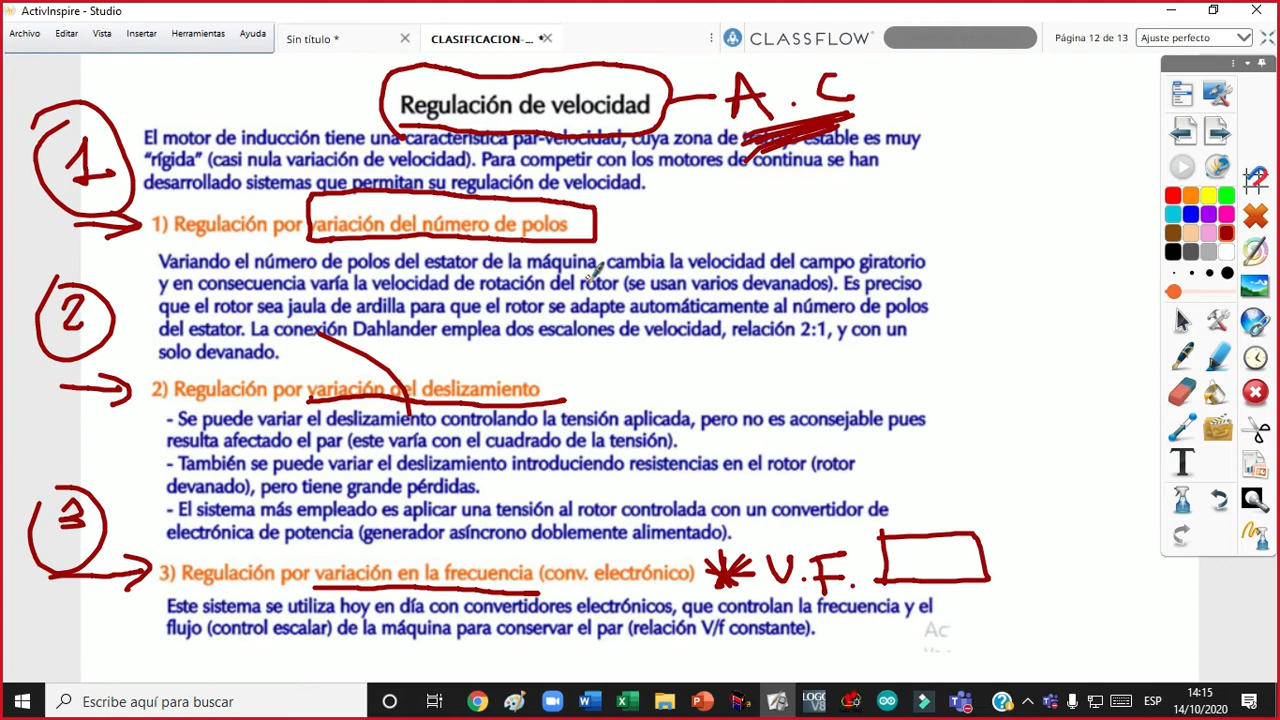 ActivInspire - Studio
Archivo Editar Vista Insertar Herramientas Ayuda
Sin título *
CLASIFICACION-... *
CLASSFLOW
Página 12 de 13
Ajuste perfecto
Regulación de velocidad
A.C
El motor de inducción tiene una característica par-velocidad, cuya zona de estable es muy
“rígida” (casi nula variación de velocidad). Para competir con los motores de continua se han
desarrollado sistemas que permitan su regulación de velocidad.
1
1) Regulación por variación del número de polos
Variando el número de polos del estator de la máquina cambia la velocidad del campo giratorio
y en consecuencia varía la velocidad de rotación del rotor (se usan varios devanados). Es preciso
que el rotor sea jaula de ardilla para que el rotor se adapte automáticamente al número de polos
del estator. La conexión Dahlander emplea dos escalones de velocidad, relación 2:1, y con un
solo devanado.
2
2) Regulación por variación del deslizamiento
- Se puede variar el deslizamiento controlando la tensión aplicada, pero no es aconsejable pues
resulta afectado el par (este varía con el cuadrado de la tensión).
- También se puede variar el deslizamiento introduciendo resistencias en el rotor (rotor
devanado), pero tiene grande pérdidas.
- El sistema más empleado es aplicar una tensión al rotor controlada con un convertidor de
electrónica de potencia (generador asíncrono doblemente alimentado).
3
3) Regulación por variación en la frecuencia (conv. electrónico)
* V.F.
Este sistema se utiliza hoy en día con convertidores electrónicos, que controlan la frecuencia y el
flujo (control escalar) de la máquina para conservar el par (relación V/f constante).
Ac
Escribe aquí para buscar
ESP
14:15
14/10/2020